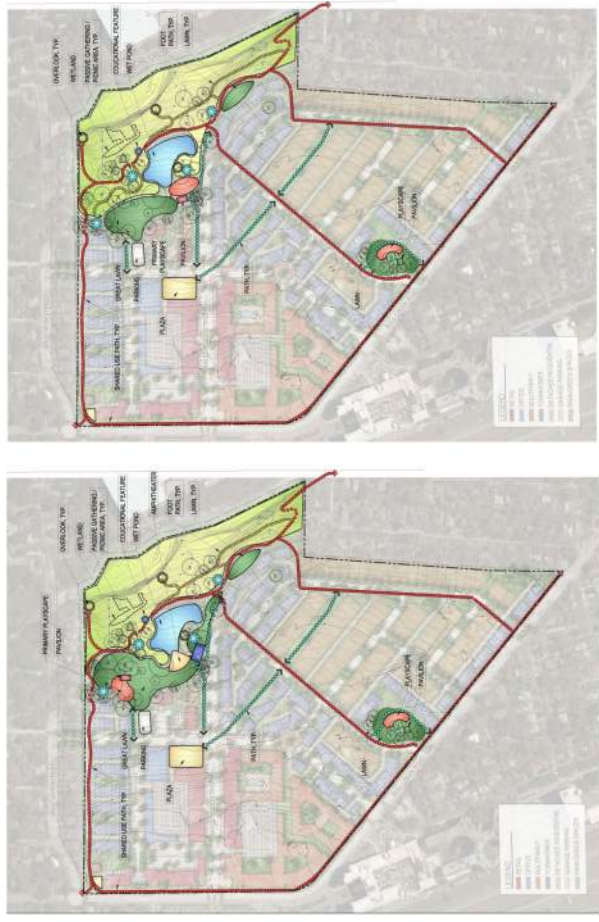 OVERLOOK, TYP.
WETLAND
PASSIVE GATHERING /
PICNIC AREA, TYP.
EDUCATIONAL FEATURE
WET POND
FOOT
PATH, TYP.
LAWN, TYP.
SHARED USE PATH, TYP.
GREAT LAWN
PARKING
PRIMARY
PLAYSCAPE
PAVILION
PLAZA
PATH, TYP.
LAWN
PLAYSCAPE
PAVILION
LEGEND
PRIMARY PLAYSCAPE
PAVILION
OVERLOOK, TYP.
WETLAND
PASSIVE GATHERING /
PICNIC AREA, TYP.
EDUCATIONAL FEATURE
WET POND
AMPHITHEATER
FOOT
PATH, TYP.
LAWN, TYP.
SHARED USE PATH, TYP.
GREAT LAWN
PARKING
PLAZA
PATH, TYP.
LAWN
PLAYSCAPE
PAVILION
LEGEND